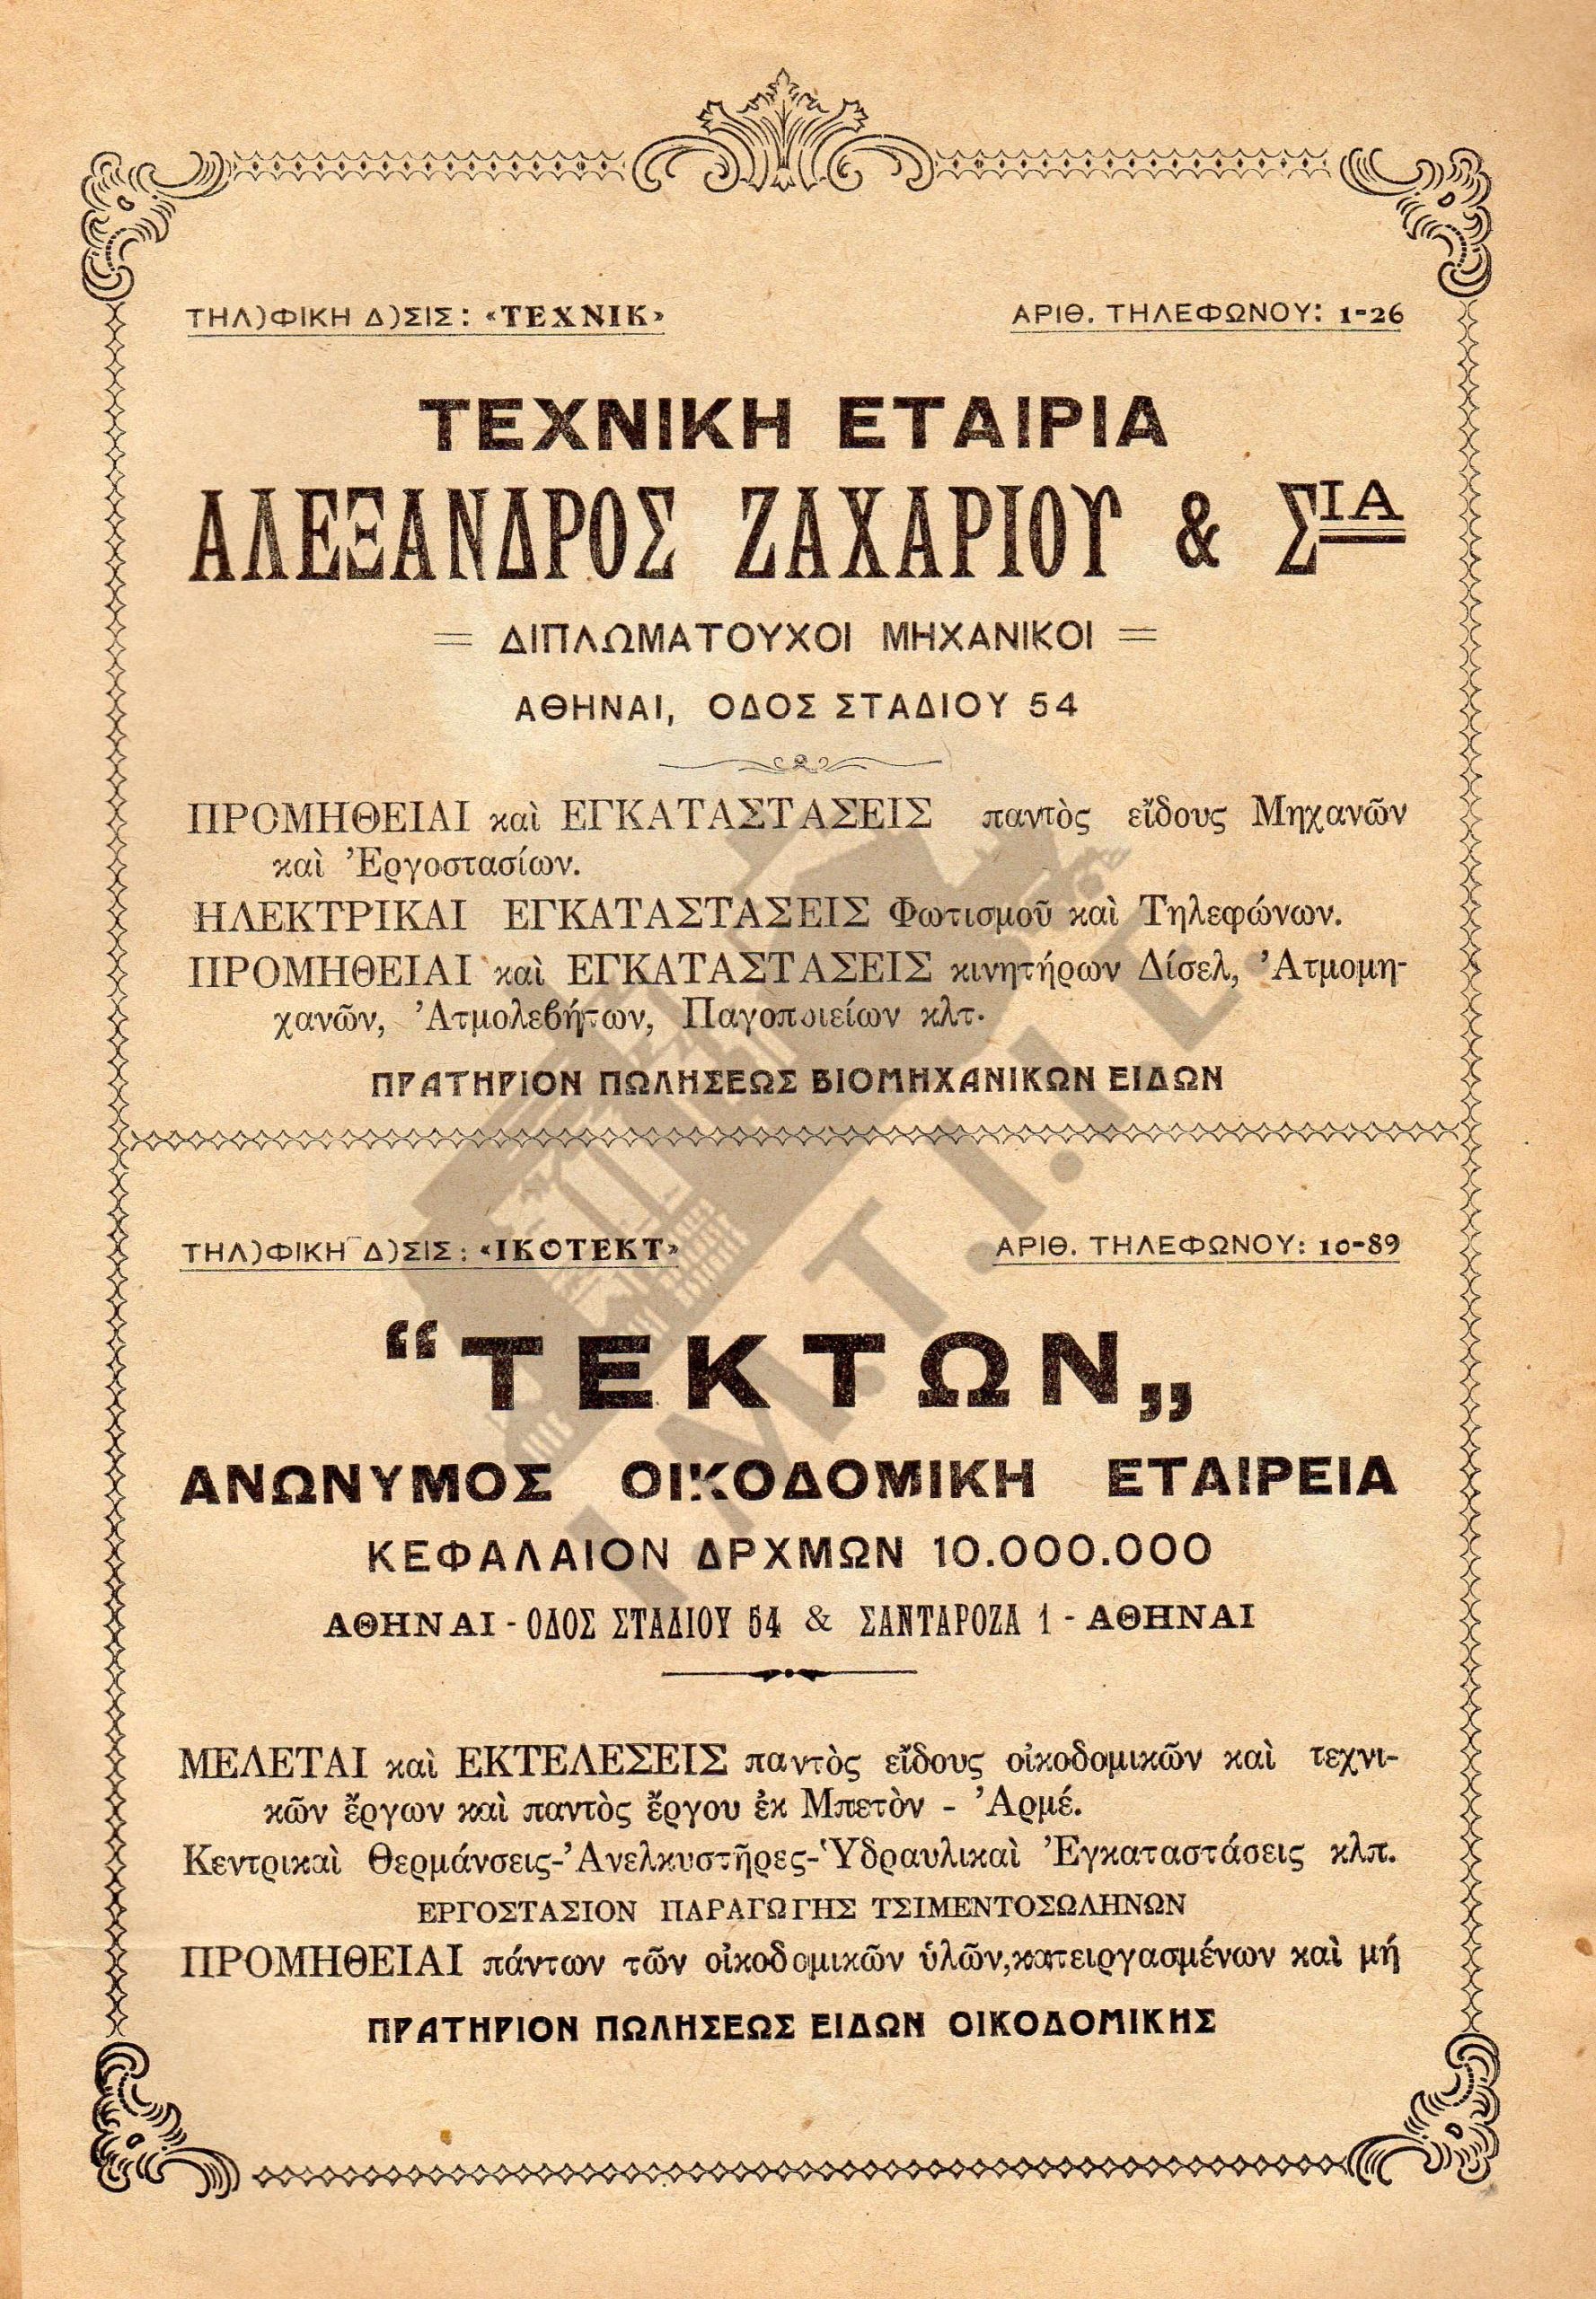 ΤΗΛ)ΦΙΚΗ Δ)ΣΙΣ: «ΤΕΧΝΙΚ»
ΑΡΙΘ. ΤΗΛΕΦΩΝΟΥ: 1-26
ΤΕΧΝΙΚΗ ΕΤΑΙΡΙΑ
ΑΛΕΞΑΝΔΡΟΣ ΖΑΧΑΡΙΟΥ & ΣΙΑ
= ΔΙΠΛΩΜΑΤΟΥΧΟΙ ΜΗΧΑΝΙΚΟΙ =
ΑΘΗΝΑΙ, ΟΔΟΣ ΣΤΑΔΙΟΥ 54
ΠΡΟΜΗΘΕΙΑΙ καὶ ΕΓΚΑΤΑΣΤΑΣΕΙΣ παντὸς εἴδους Μηχανῶν
καὶ Ἐργοστασίων.
ΗΛΕΚΤΡΙΚΑΙ ΕΓΚΑΤΑΣΤΑΣΕΙΣ Φωτισμοῦ καὶ Τηλεφώνων.
ΠΡΟΜΗΘΕΙΑΙ καὶ ΕΓΚΑΤΑΣΤΑΣΕΙΣ κινητήρων Δίσελ, Ἀτμομη-
χανῶν, Ἀτμολεβήτων, Παγοποιείων κλτ.
ΠΡΑΤΗΡΙΟΝ ΠΩΛΗΣΕΩΣ ΒΙΟΜΗΧΑΝΙΚΩΝ ΕΙΔΩΝ
ΤΗΛ)ΦΙΚΗ Δ)ΣΙΣ: «ΙΚΟΤΕΚΤ»
ΑΡΙΘ. ΤΗΛΕΦΩΝΟΥ: 10-89
“ΤΕΚΤΩΝ„
ΑΝΩΝΥΜΟΣ ΟΙΚΟΔΟΜΙΚΗ ΕΤΑΙΡΕΙΑ
ΚΕΦΑΛΑΙΟΝ ΔΡΧΜΩΝ 10.000.000
ΑΘΗΝΑΙ - ΟΔΟΣ ΣΤΑΔΙΟΥ 54 & ΣΑΝΤΑΡΟΖΑ 1 - ΑΘΗΝΑΙ
ΜΕΛΕΤΑΙ καὶ ΕΚΤΕΛΕΣΕΙΣ παντὸς εἴδους οἰκοδομικῶν καὶ τεχνι-
κῶν ἔργων καὶ παντὸς ἔργου ἐκ Μπετὸν - Ἀρμέ.
Κεντρικαὶ Θερμάνσεις-Ἀνελκυστῆρες-Ὑδραυλικαὶ Ἐγκαταστάσεις κλπ.
ΕΡΓΟΣΤΑΣΙΟΝ ΠΑΡΑΓΩΓΗΣ ΤΣΙΜΕΝΤΟΣΩΛΗΝΩΝ
ΠΡΟΜΗΘΕΙΑΙ πάντων τῶν οἰκοδομικῶν ὑλῶν, κατειργασμένων καὶ μή
ΠΡΑΤΗΡΙΟΝ ΠΩΛΗΣΕΩΣ ΕΙΔΩΝ ΟΙΚΟΔΟΜΙΚΗΣ
Ι.Μ.Τ.Ι.Ι.Ε.